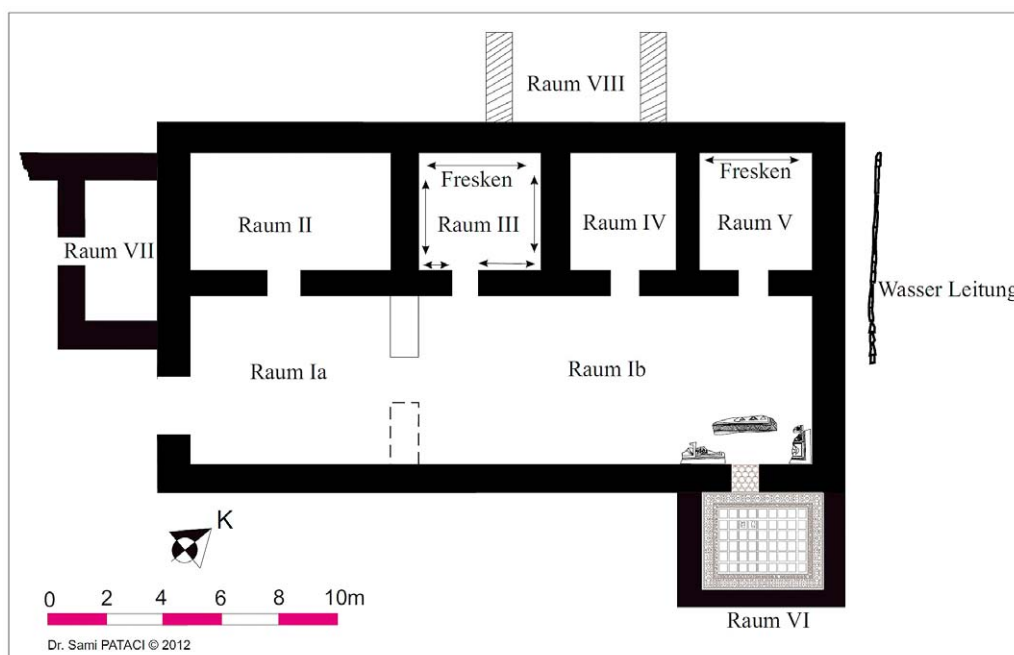 Raum VIII
Fresken
Fresken
Raum II
Raum III
Raum IV
Raum V
Raum VII
Wasser Leitung
Raum Ia
Raum Ib
K
0 2 4 6 8 10m
Raum VI
Dr. Sami PATACI © 2012